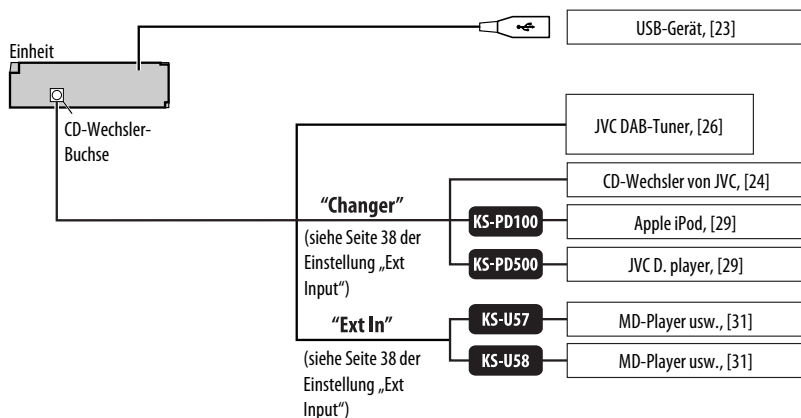 USB-Gerät, [23]
Einheit
CD-Wechsler-
Buchse
JVC DAB-Tuner, [26]
CD-Wechsler von JVC, [24]
"Changer"
(siehe Seite 38 der
Einstellung „Ext
Input“)
KS-PD100
Apple iPod, [29]
KS-PD500
JVC D. player, [29]
"Ext In"
(siehe Seite 38 der
Einstellung „Ext
Input“)
KS-U57
MD-Player usw., [31]
KS-U58
MD-Player usw., [31]